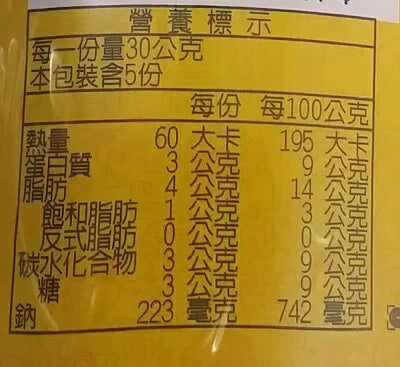 營養標示
每一份量30公克
本包裝含5份
每份 每100公克
熱量 60 大卡 195 大卡
蛋白質 3 公克 9 公克
脂肪 4 公克 14 公克
飽和脂肪 1 公克 3 公克
反式脂肪 0 公克 0 公克
碳水化合物 3 公克 9 公克
糖 3 公克 9 公克
鈉 223 毫克 742 毫克